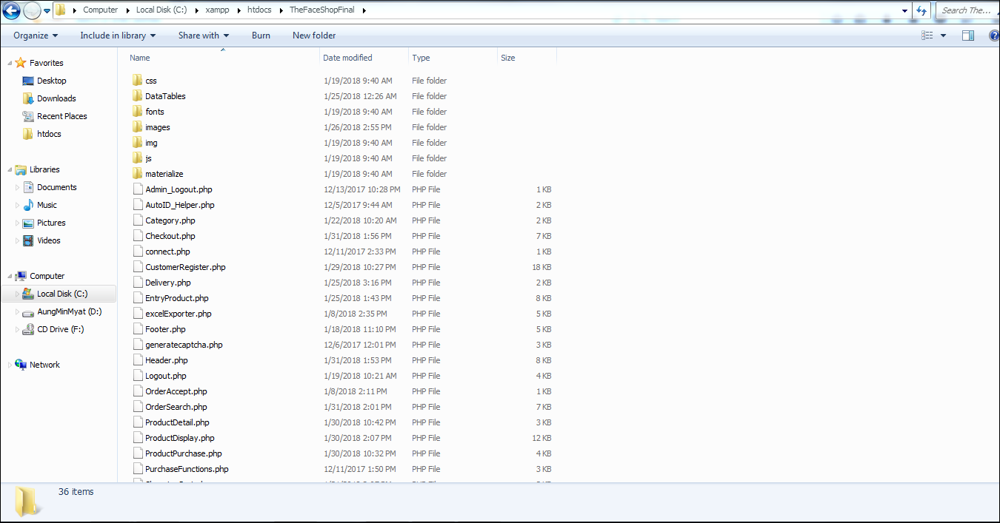 Computer Local Disk (C:) xampp htdocs TheFaceShopFinal Search The...
Organize Include in library Share with Burn New folder
Favorites
Desktop
Downloads
Recent Places
htdocs
Libraries
Documents
Music
Pictures
Videos
Computer
Local Disk (C:)
AungMinMyat (D:)
CD Drive (F:)
Network
Name Date modified Type Size
css 1/19/2018 9:40 AM File folder
DataTables 1/25/2018 12:26 AM File folder
fonts 1/19/2018 9:40 AM File folder
images 1/26/2018 2:55 PM File folder
img 1/19/2018 9:40 AM File folder
js 1/19/2018 9:40 AM File folder
materialize 1/19/2018 9:40 AM File folder
Admin_Logout.php 12/13/2017 10:28 PM PHP File 1 KB
AutoID_Helper.php 12/5/2017 9:44 AM PHP File 2 KB
Category.php 1/22/2018 10:20 AM PHP File 2 KB
Checkout.php 1/31/2018 1:56 PM PHP File 7 KB
connect.php 12/11/2017 2:33 PM PHP File 1 KB
CustomerRegister.php 1/29/2018 10:27 PM PHP File 18 KB
Delivery.php 1/25/2018 3:16 PM PHP File 2 KB
EntryProduct.php 1/25/2018 1:43 PM PHP File 8 KB
excelExporter.php 1/8/2018 2:35 PM PHP File 5 KB
Footer.php 1/18/2018 11:10 PM PHP File 5 KB
generatecaptcha.php 12/6/2017 12:01 PM PHP File 3 KB
Header.php 1/31/2018 1:53 PM PHP File 8 KB
Logout.php 1/19/2018 10:21 AM PHP File 4 KB
OrderAccept.php 1/8/2018 2:11 PM PHP File 1 KB
OrderSearch.php 1/31/2018 2:01 PM PHP File 7 KB
ProductDetail.php 1/30/2018 10:42 PM PHP File 3 KB
ProductDisplay.php 1/30/2018 2:07 PM PHP File 12 KB
ProductPurchase.php 1/30/2018 10:32 PM PHP File 4 KB
PurchaseFunctions.php 12/11/2017 1:50 PM PHP File 3 KB
36 items